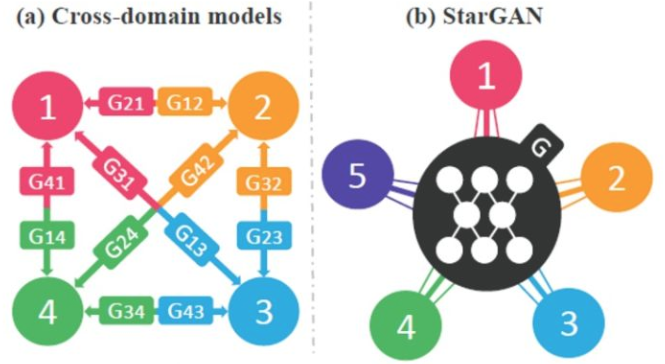 (a) Cross-domain models
(b) StarGAN
1
G21 G12
2
G41
G31
G42
G32
G14
G24
G13
G23
4
G34 G43
3
1
G
5
2
4
3